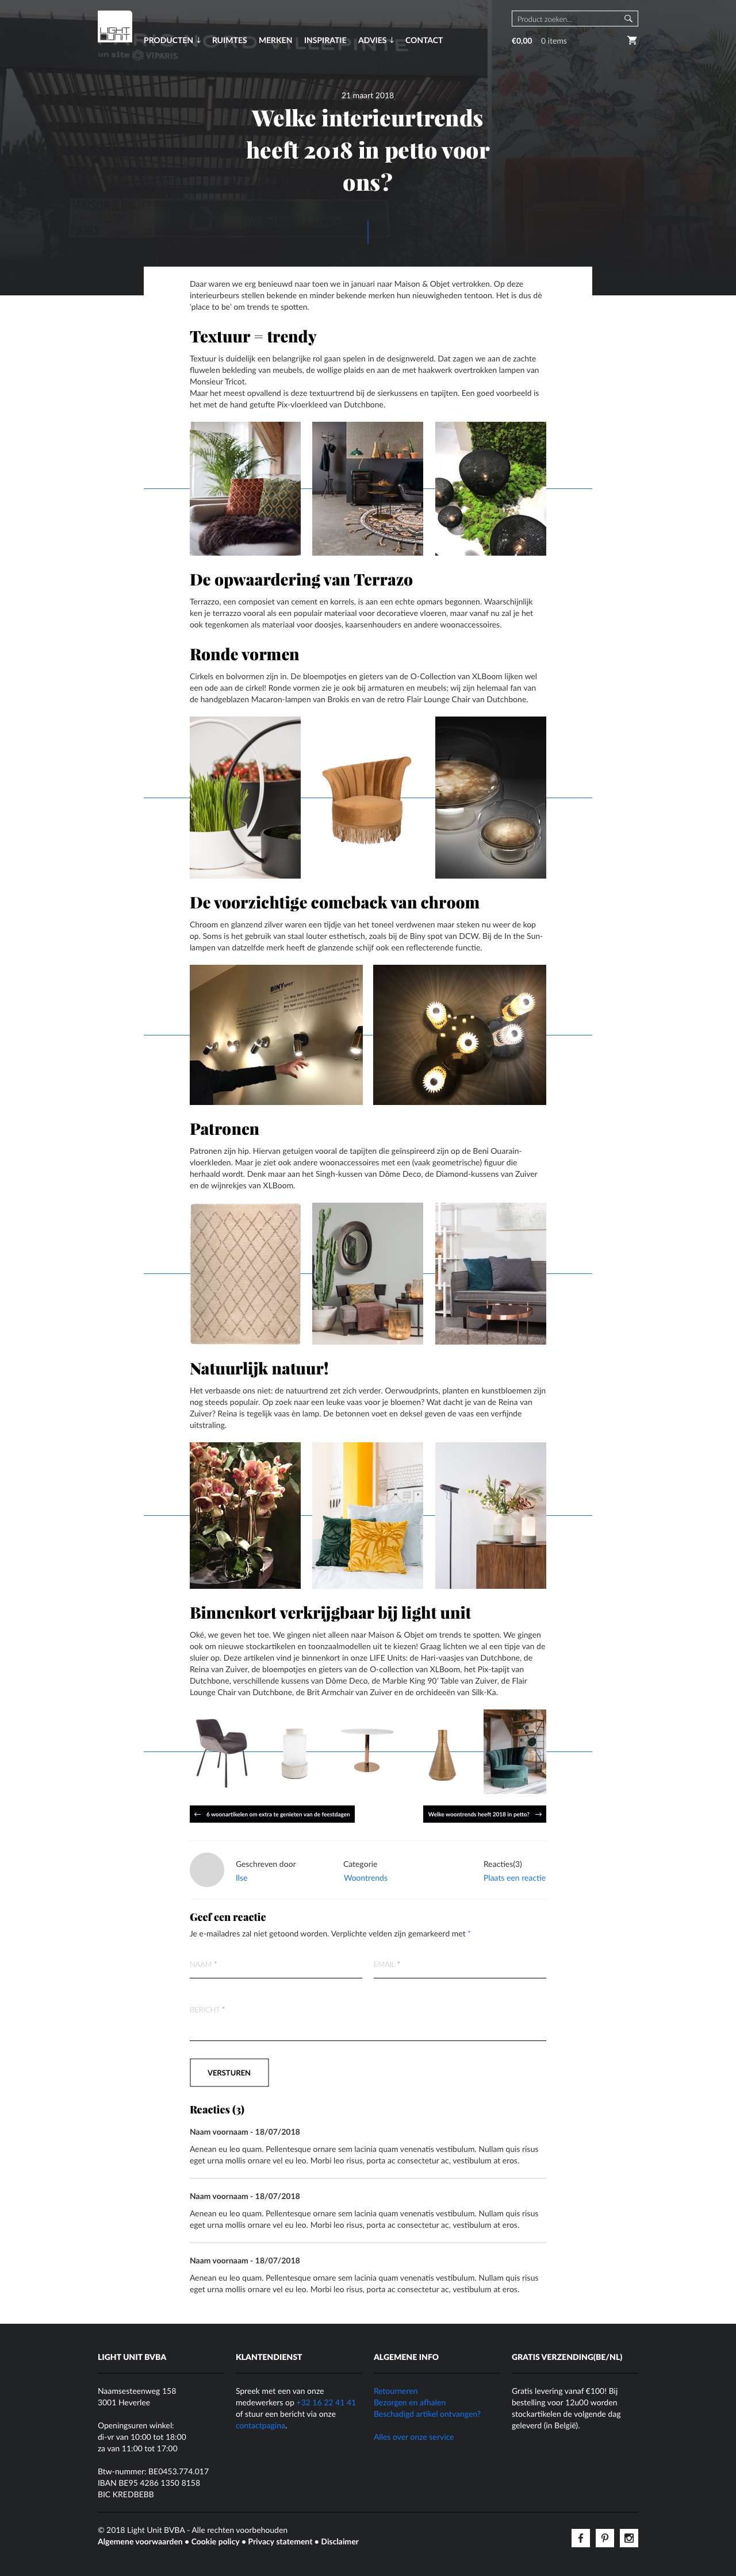 LIGHT UNIT
PARIS NORD VILLEPINTE
un site VIPARIS
PRODUCTEN ↓ RUIMTES MERKEN INSPIRATIE ADVIES ↓ CONTACT
Product zoeken...
€0,00 0 items
21 maart 2018
Welke interieurtrends
heeft 2018 in petto voor
ons?
Daar waren we erg benieuwd naar toen we in januari naar Maison & Objet vertrokken. Op deze
interieurbeurs stellen bekende en minder bekende merken hun nieuwigheden tentoon. Het is dus dè
‘place to be’ om trends te spotten.
Textuur = trendy
Textuur is duidelijk een belangrijke rol gaan spelen in de designwereld. Dat zagen we aan de zachte
fluwelen bekleding van meubels, de wollige plaids en aan de met haakwerk overtrokken lampen van
Monsieur Tricot.
Maar het meest opvallend is deze textuurtrend bij de sierkussens en tapijten. Een goed voorbeeld is
het met de hand getufte Pix-vloerkleed van Dutchbone.
De opwaardering van Terrazo
Terrazzo, een composiet van cement en korrels, is aan een echte opmars begonnen. Waarschijnlijk
ken je terrazzo vooral als een populair materiaal voor decoratieve vloeren, maar vanaf nu zal je het
ook tegenkomen als materiaal voor doosjes, kaarsenhouders en andere woonaccessoires.
Ronde vormen
Cirkels en bolvormen zijn in. De bloempotjes en gieters van de O-Collection van XLBoom lijken wel
een ode aan de cirkel! Ronde vormen zie je ook bij armaturen en meubels; wij zijn helemaal fan van
de handgeblazen Macaron-lampen van Brokis en van de retro Flair Lounge Chair van Dutchbone.
De voorzichtige comeback van chroom
Chroom en glanzend zilver waren een tijdje van het toneel verdwenen maar steken nu weer de kop
op. Soms is het gebruik van staal louter esthetisch, zoals bij de Biny spot van DCW. Bij de In the Sun-
lampen van datzelfde merk heeft de glanzende schijf ook een reflecterende functie.
BINY SPOT
Patronen
Patronen zijn hip. Hiervan getuigen vooral de tapijten die geïnspireerd zijn op de Beni Ouarain-
vloerkleden. Maar je ziet ook andere woonaccessoires met een (vaak geometrische) figuur die
herhaald wordt. Denk maar aan het Singh-kussen van Dôme Deco, de Diamond-kussens van Zuiver
en de wijnrekjes van XLBoom.
Natuurlijk natuur!
Het verbaasde ons niet: de natuurtrend zet zich verder. Oerwoudprints, planten en kunstbloemen zijn
nog steeds populair. Op zoek naar een leuke vaas voor je bloemen? Wat dacht je van de Reina van
Zuiver? Reina is tegelijk vaas èn lamp. De betonnen voet en deksel geven de vaas een verfijnde
uitstraling.
Binnenkort verkrijgbaar bij light unit
Oké, we geven het toe. We gingen niet alleen naar Maison & Objet om trends te spotten. We gingen
ook om nieuwe stockartikelen en toonzaalmodellen uit te kiezen! Graag lichten we al een tipje van de
sluier op. Deze artikelen vind je binnenkort in onze LIFE Units: de Hari-vaasjes van Dutchbone, de
Reina van Zuiver, de bloempotjes en gieters van de O-collection van XLBoom, het Pix-tapijt van
Dutchbone, verschillende kussens van Dôme Deco, de Marble King 90’ Table van Zuiver, de Flair
Lounge Chair van Dutchbone, de Brit Armchair van Zuiver en de orchideeën van Silk-Ka.
← 6 woonartikelen om extra te genieten van de feestdagen
Welke woontrends heeft 2018 in petto? →
Geschreven door Categorie Reacties(3)
Ilse Woontrends Plaats een reactie
Geef een reactie
Je e-mailadres zal niet getoond worden. Verplichte velden zijn gemarkeerd met *
NAAM * EMAIL *
BERICHT *
VERSTUREN
Reacties (3)
Naam voornaam - 18/07/2018
Aenean eu leo quam. Pellentesque ornare sem lacinia quam venenatis vestibulum. Nullam quis risus
eget urna mollis ornare vel eu leo. Morbi leo risus, porta ac consectetur ac, vestibulum at eros.
Naam voornaam - 18/07/2018
Aenean eu leo quam. Pellentesque ornare sem lacinia quam venenatis vestibulum. Nullam quis risus
eget urna mollis ornare vel eu leo. Morbi leo risus, porta ac consectetur ac, vestibulum at eros.
Naam voornaam - 18/07/2018
Aenean eu leo quam. Pellentesque ornare sem lacinia quam venenatis vestibulum. Nullam quis risus
eget urna mollis ornare vel eu leo. Morbi leo risus, porta ac consectetur ac, vestibulum at eros.
LIGHT UNIT BVBA
Naamsesteenweg 158
3001 Heverlee
Openingsuren winkel:
di-vr van 10:00 tot 18:00
za van 11:00 tot 17:00
Btw-nummer: BE0453.774.017
IBAN BE95 4286 1350 8158
BIC KREDBEBB
KLANTENDIENST
Spreek met een van onze
medewerkers op +32 16 22 41 41
of stuur een bericht via onze
contactpagina.
ALGEMENE INFO
Retourneren
Bezorgen en afhalen
Beschadigd artikel ontvangen?
Alles over onze service
GRATIS VERZENDING(BE/NL)
Gratis levering vanaf €100! Bij
bestelling voor 12u00 worden
stockartikelen de volgende dag
geleverd (in België).
© 2018 Light Unit BVBA - Alle rechten voorbehouden
Algemene voorwaarden • Cookie policy • Privacy statement • Disclaimer